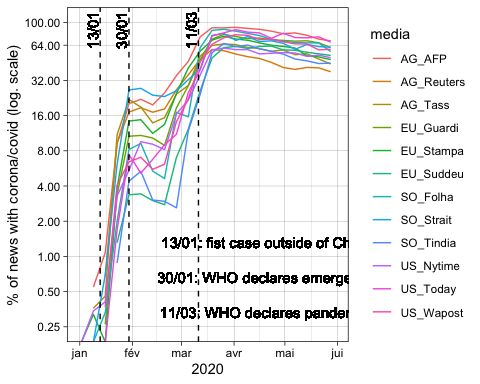 % of news with corona/covid (log. scale)
100.00
64.00
32.00
16.00
8.00
4.00
2.00
1.00
0.50
0.25
13/01
30/01
11/03
13/01: fist case outside of Ch
30/01: WHO declares emerge
11/03: WHO declares pander
jan
fév
mar
avr
mai
jui
2020
media
AG_AFP
AG_Reuters
AG_Tass
EU_Guardi
EU_Stampa
EU_Suddeu
SO_Folha
SO_Strait
SO_Tindia
US_Nytime
US_Today
US_Wapost